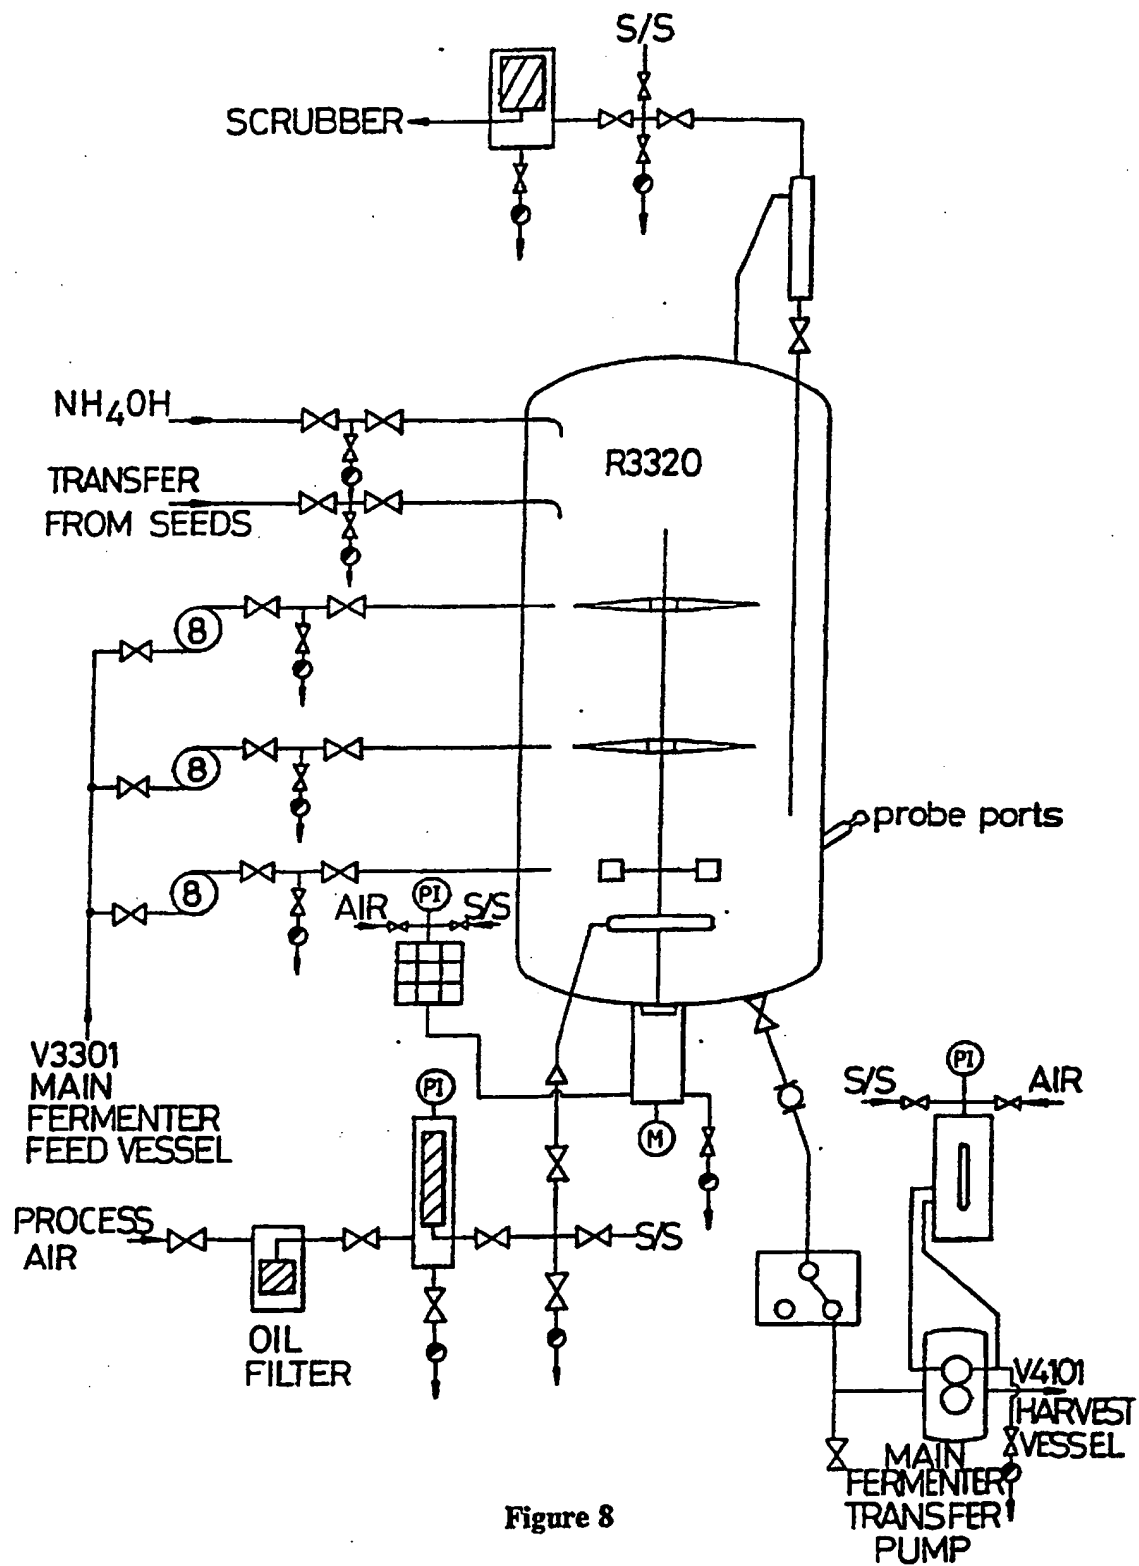 S/S
SCRUBBER
NH4OH
R3320
TRANSFER
FROM SEEDS
8
8
probe ports
8
PI
AIR
S/S
V3301
MAIN
FERMENTER
FEED VESSEL
PI
M
PI
S/S
AIR
PROCESS
AIR
S/S
OIL
FILTER
V4101
HARVEST
VESSEL
MAIN
FERMENTER
TRANSFER
PUMP
Figure 8